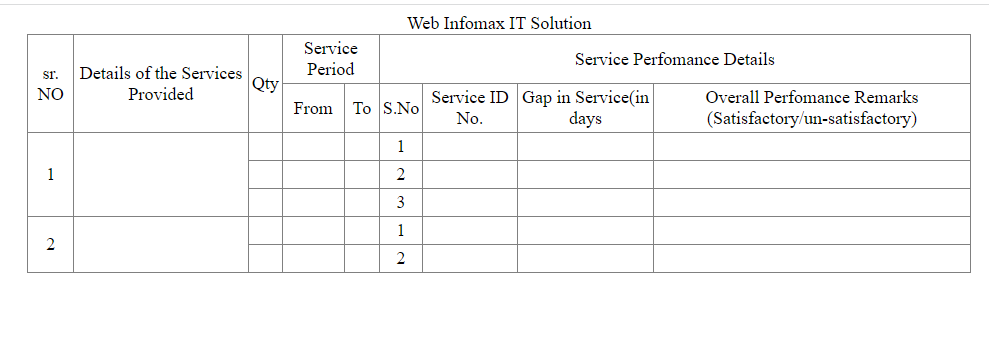 Web Infomax IT Solution
sr.
NO
Details of the Services
Provided
Qty
Service
Period
Service Perfomance Details
From
To
S.No
Service ID
No.
Gap in Service(in
days
Overall Perfomance Remarks
(Satisfactory/un-satisfactory)
1
1
2
3
2
1
2